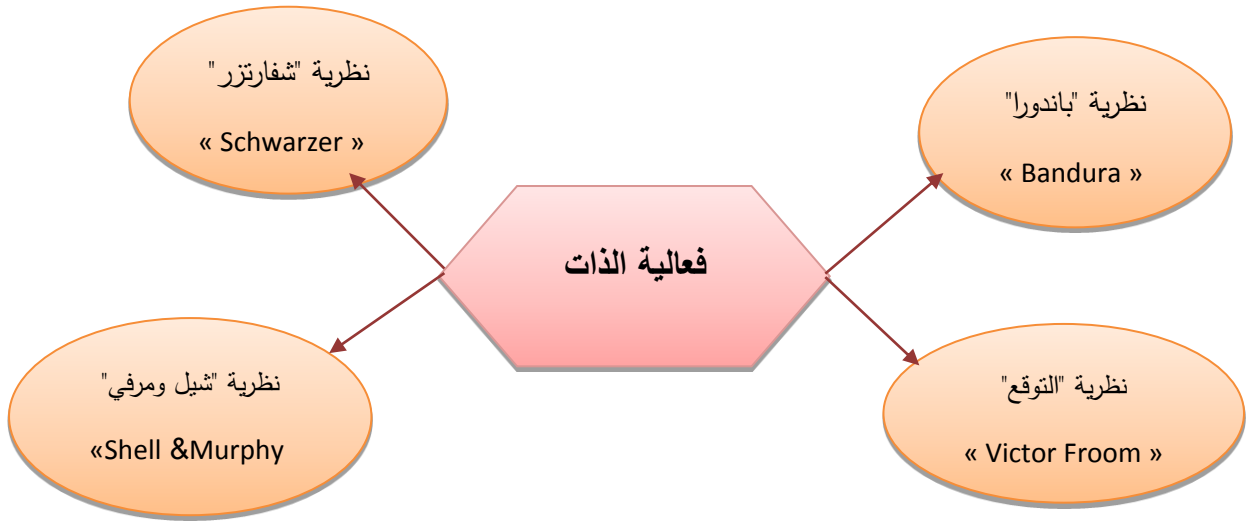 نظرية "باندورا"
« Bandura »
نظرية "شفارتزر"
« Schwarzer »
فعالية الذات
نظرية "التوقع"
« Victor Froom »
نظرية "شيل ومرفي"
«Shell &Murphy